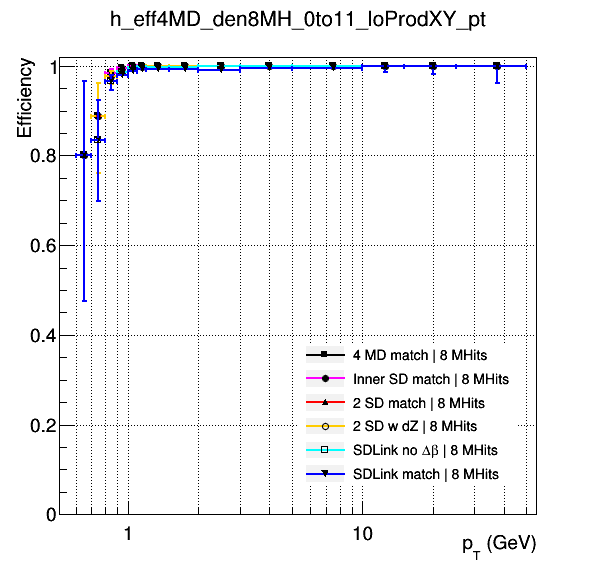 h_eff4MD_den8MH_0to11_loProdXY_pt
Efficiency
1
0.8
0.6
0.4
0.2
0
4 MD match | 8 MHits
Inner SD match | 8 MHits
2 SD match | 8 MHits
2 SD w dZ | 8 MHits
SDLink no Δβ | 8 MHits
SDLink match | 8 MHits
1
10
p_T (GeV)